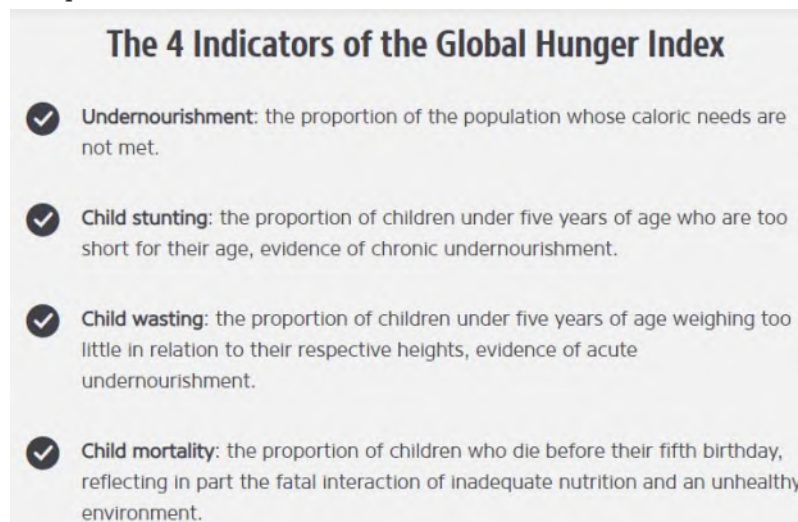 The 4 Indicators of the Global Hunger Index
Undernourishment: the proportion of the population whose caloric needs are
not met.
Child stunting: the proportion of children under five years of age who are too
short for their age, evidence of chronic undernourishment.
Child wasting: the proportion of children under five years of age weighing too
little in relation to their respective heights, evidence of acute
undernourishment.
Child mortality: the proportion of children who die before their fifth birthday,
reflecting in part the fatal interaction of inadequate nutrition and an unhealthy
environment.